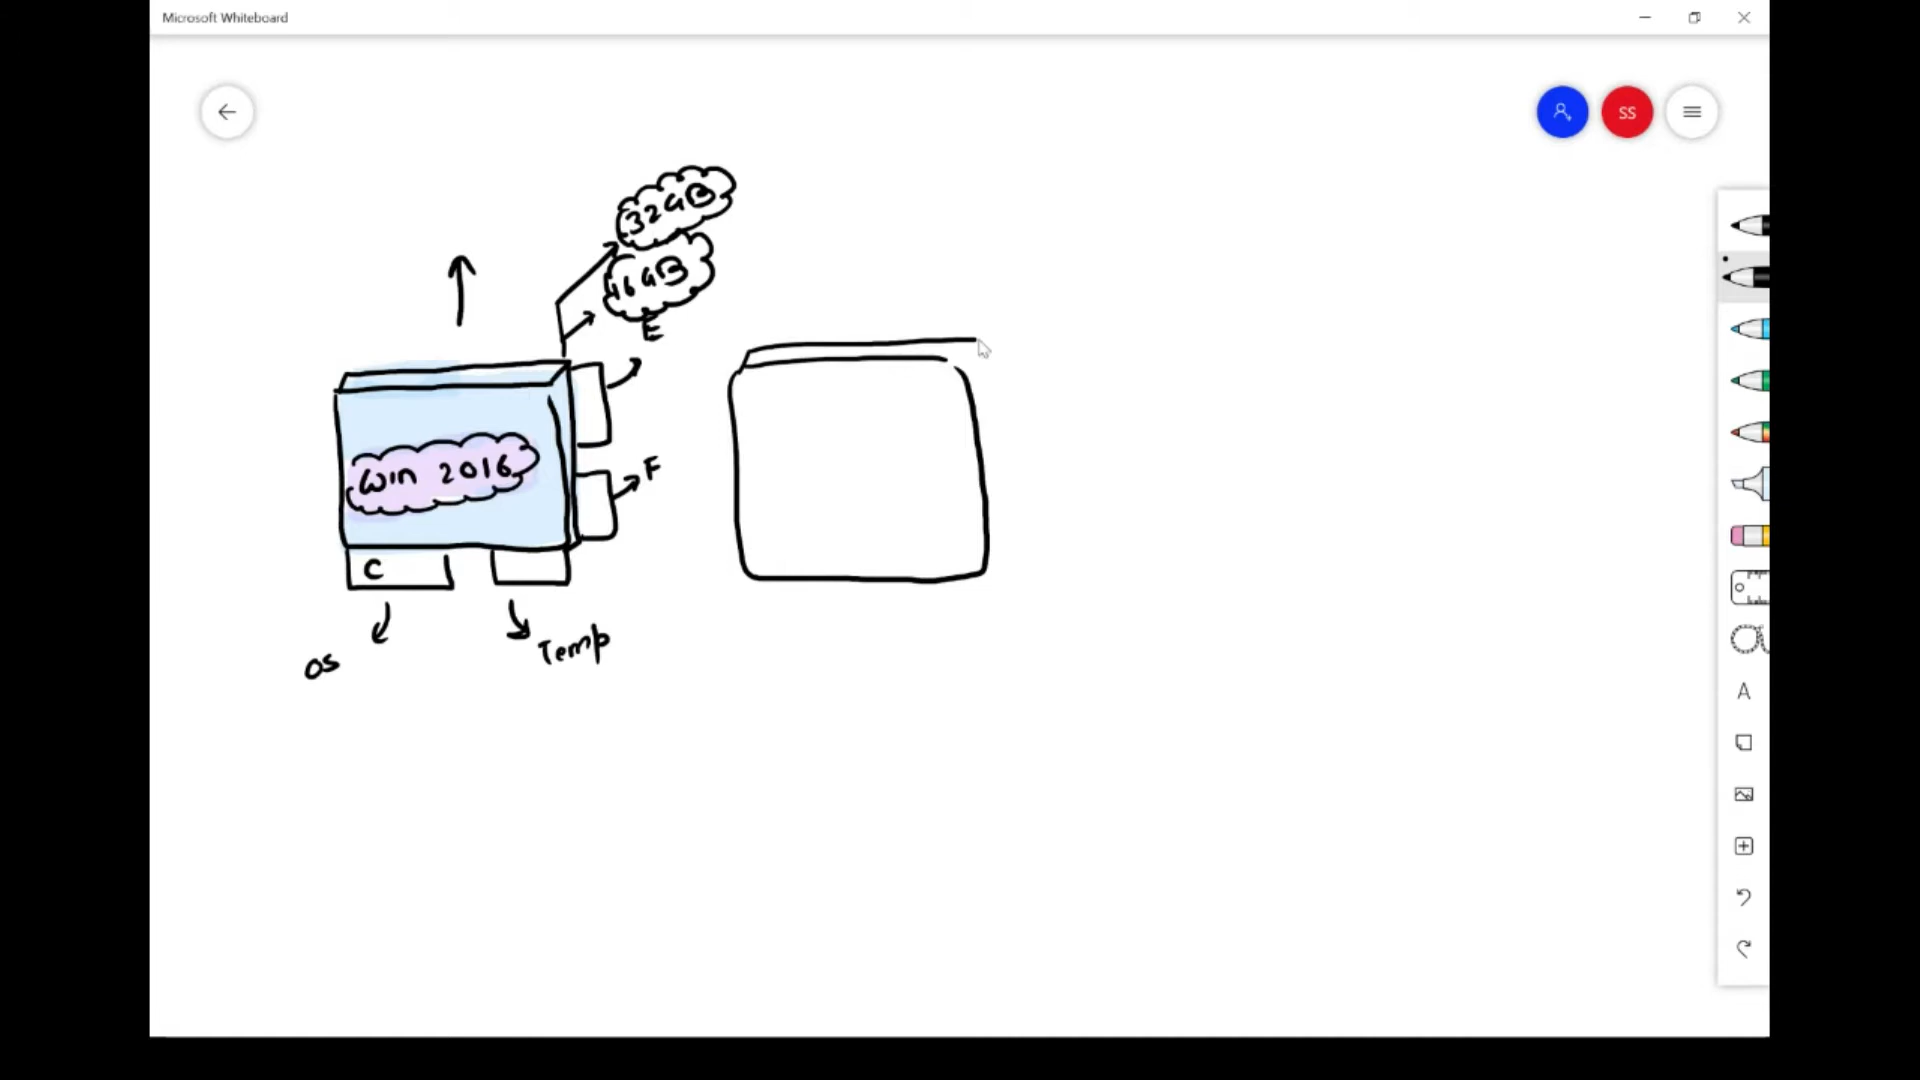 Microsoft Whiteboard
SS
32GB
16GB
E
Win 2016
F
C
OS
Temp
A